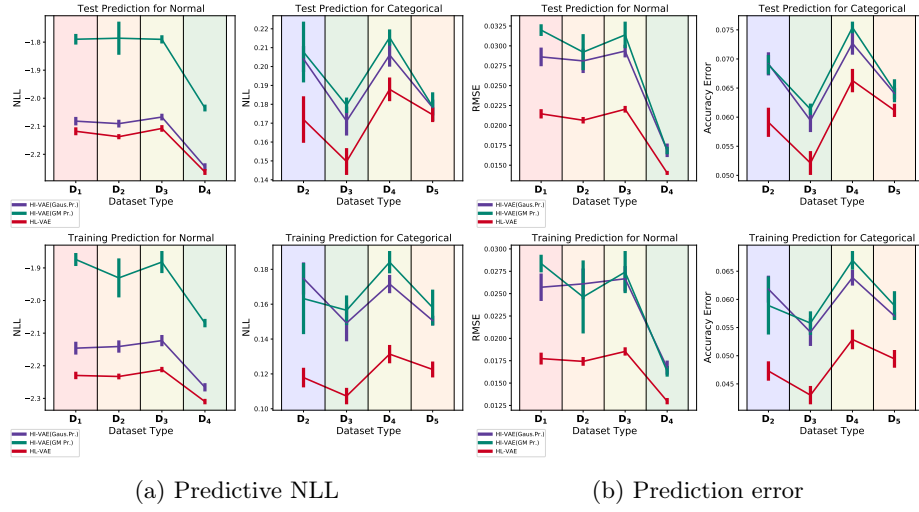 Test Prediction for Normal
NLL
−1.8
−1.9
−2.0
−2.1
−2.2
D1 D2 D3 D4
Dataset Type
HI-VAE(Gaus.Pr.)
HI-VAE(GM Pr.)
HL-VAE
Test Prediction for Categorical
NLL
0.22
0.21
0.20
0.19
0.18
0.17
0.16
0.15
0.14
D2 D3 D4 D5
Dataset Type
Test Prediction for Normal
RMSE
0.0325
0.0300
0.0275
0.0250
0.0225
0.0200
0.0175
0.0150
D1 D2 D3 D4
Dataset Type
HI-VAE(Gaus.Pr.)
HI-VAE(GM Pr.)
HL-VAE
Test Prediction for Categorical
Accuracy Error
0.075
0.070
0.065
0.060
0.055
0.050
D2 D3 D4 D5
Dataset Type
Training Prediction for Normal
NLL
−1.9
−2.0
−2.1
−2.2
−2.3
D1 D2 D3 D4
Dataset Type
HI-VAE(Gaus.Pr.)
HI-VAE(GM Pr.)
HL-VAE
Training Prediction for Categorical
NLL
0.18
0.16
0.14
0.12
0.10
D2 D3 D4 D5
Dataset Type
Training Prediction for Normal
RMSE
0.0300
0.0275
0.0250
0.0225
0.0200
0.0175
0.0150
0.0125
D1 D2 D3 D4
Dataset Type
HI-VAE(Gaus.Pr.)
HI-VAE(GM Pr.)
HL-VAE
Training Prediction for Categorical
Accuracy Error
0.065
0.060
0.055
0.050
0.045
D2 D3 D4 D5
Dataset Type
(a) Predictive NLL
(b) Prediction error